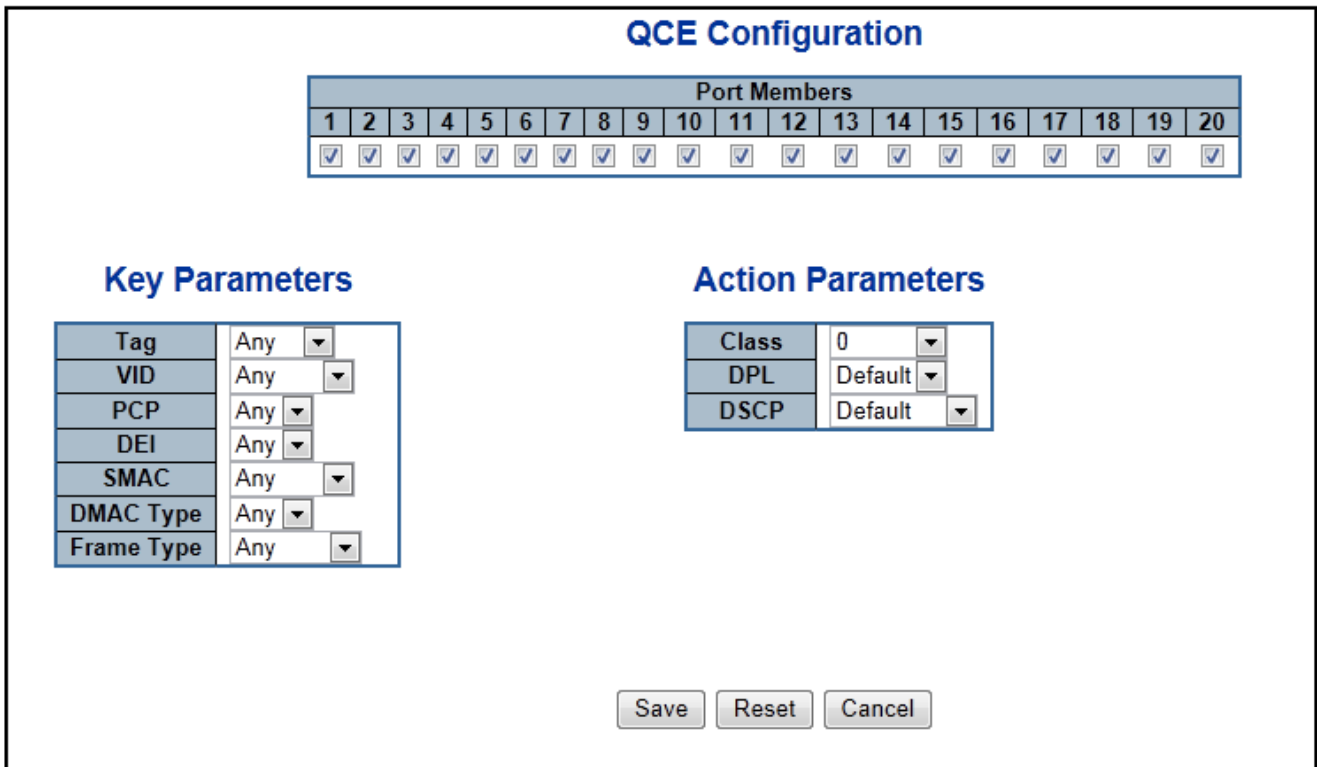 QCE Configuration
Port Members
1 2 3 4 5 6 7 8 9 10 11 12 13 14 15 16 17 18 19 20
Key Parameters
Tag Any
VID Any
PCP Any
DEI Any
SMAC Any
DMAC Type Any
Frame Type Any
Action Parameters
Class 0
DPL Default
DSCP Default
Save Reset Cancel